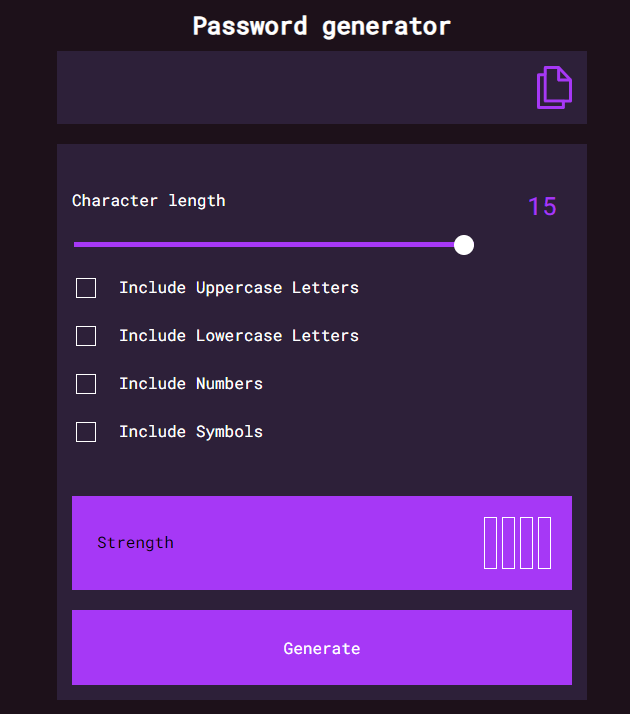 Password generator
Character length
15
Include Uppercase Letters
Include Lowercase Letters
Include Numbers
Include Symbols
Strength
Generate